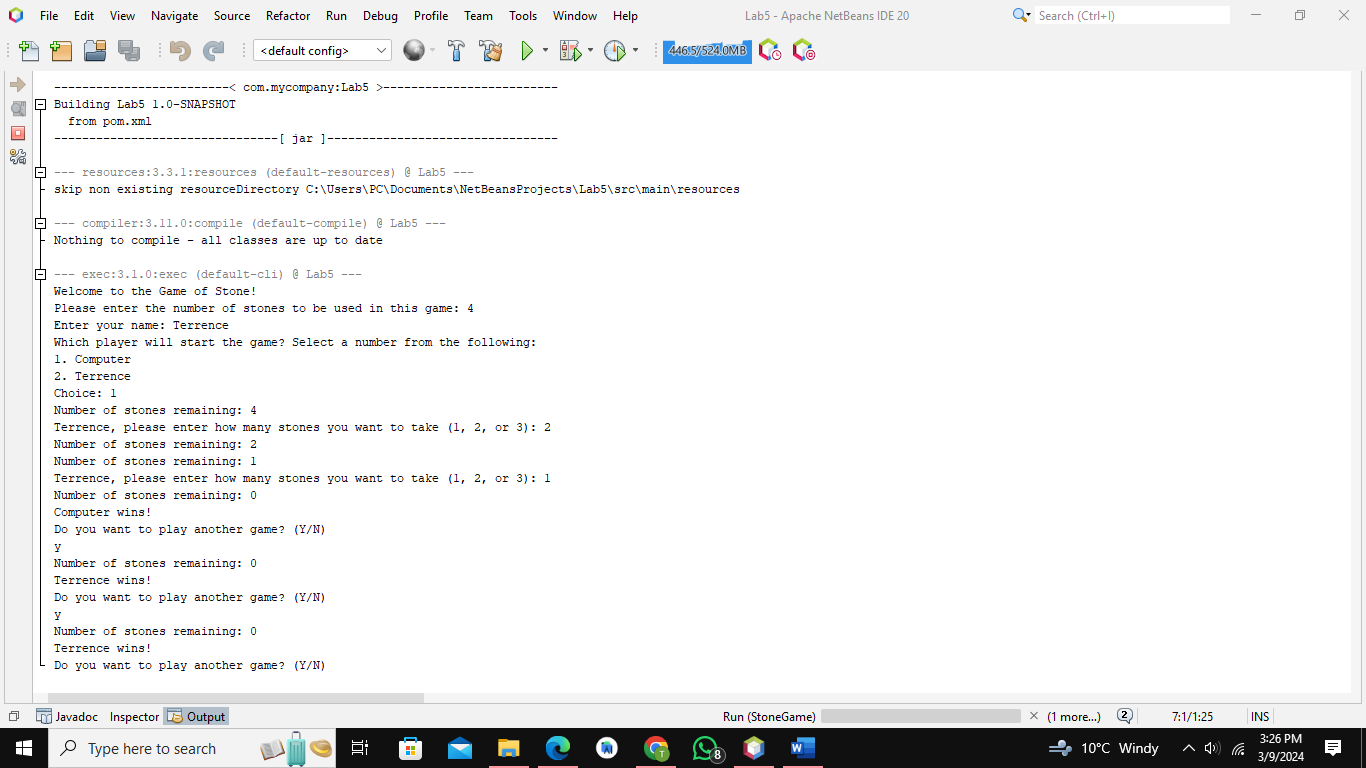 File Edit View Navigate Source Refactor Run Debug Profile Team Tools Window Help
Lab5 - Apache NetBeans IDE 20
Search (Ctrl+I)
<default config>
446.5/524.0MB
-------------------------< com.mycompany:Lab5 >-------------------------
Building Lab5 1.0-SNAPSHOT
from pom.xml
--------------------------------[ jar ]---------------------------------
--- resources:3.3.1:resources (default-resources) @ Lab5 ---
skip non existing resourceDirectory C:\Users\PC\Documents\NetBeansProjects\Lab5\src\main\resources
--- compiler:3.11.0:compile (default-compile) @ Lab5 ---
Nothing to compile - all classes are up to date
--- exec:3.1.0:exec (default-cli) @ Lab5 ---
Welcome to the Game of Stone!
Please enter the number of stones to be used in this game: 4
Enter your name: Terrence
Which player will start the game? Select a number from the following:
1. Computer
2. Terrence
Choice: 1
Number of stones remaining: 4
Terrence, please enter how many stones you want to take (1, 2, or 3): 2
Number of stones remaining: 2
Number of stones remaining: 1
Terrence, please enter how many stones you want to take (1, 2, or 3): 1
Number of stones remaining: 0
Computer wins!
Do you want to play another game? (Y/N)
y
Number of stones remaining: 0
Terrence wins!
Do you want to play another game? (Y/N)
y
Number of stones remaining: 0
Terrence wins!
Do you want to play another game? (Y/N)
Javadoc Inspector Output
Run (StoneGame)
(1 more...)
2
7:1/1:25
INS
Type here to search
T
8
W
10°C Windy
3:26 PM
3/9/2024